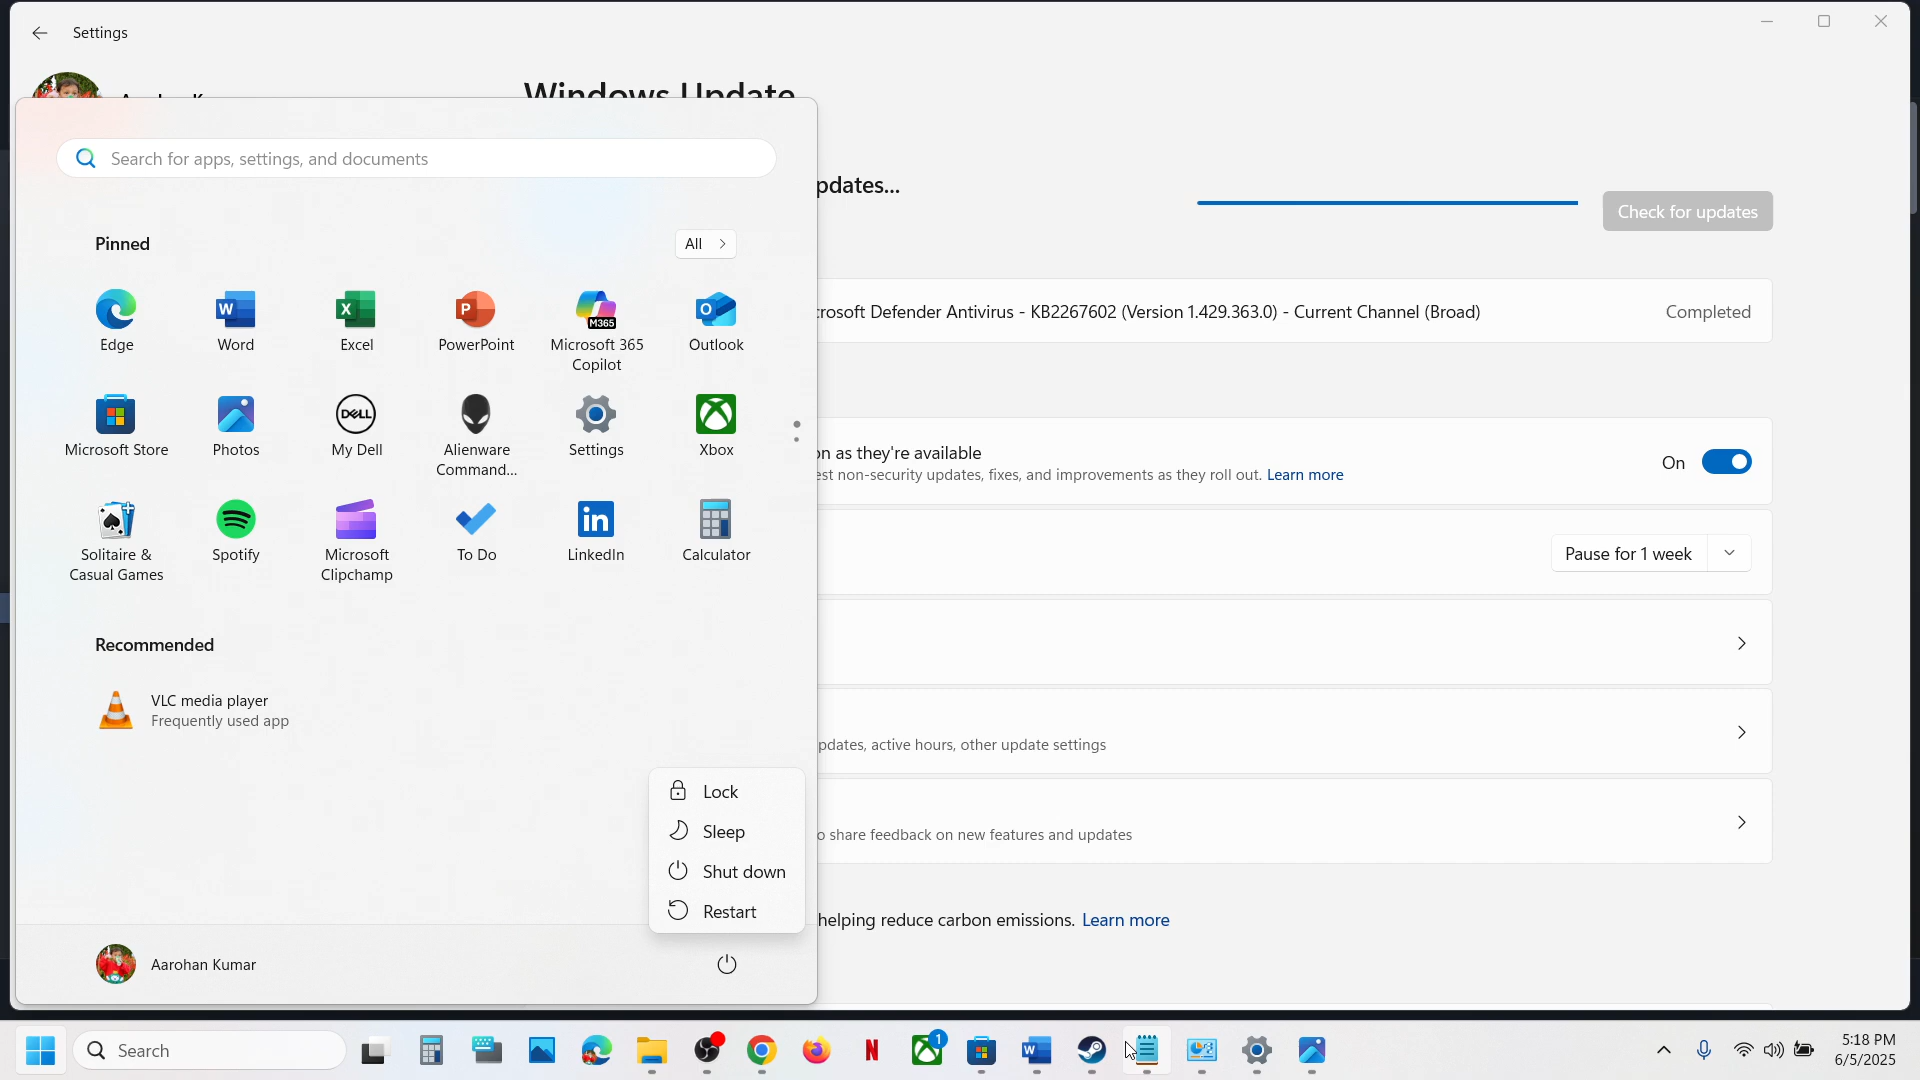 Settings
Windows Update
Search for apps, settings, and documents
pdates...
Check for updates
Pinned
All
crosoft Defender Antivirus - KB2267602 (Version 1.429.363.0) - Current Channel (Broad)
Completed
Edge
Word
Excel
PowerPoint
Microsoft 365
Copilot
Outlook
M365
Microsoft Store
Photos
DELL
My Dell
Alienware
Command...
Settings
Xbox
on as they're available
est non-security updates, fixes, and improvements as they roll out. Learn more
On
Solitaire &
Casual Games
Spotify
Microsoft
Clipchamp
To Do
LinkedIn
Calculator
Pause for 1 week
Recommended
VLC media player
Frequently used app
pdates, active hours, other update settings
Lock
Sleep
Shut down
Restart
o share feedback on new features and updates
helping reduce carbon emissions. Learn more
Aarohan Kumar
Search
1
5:18 PM
6/5/2025